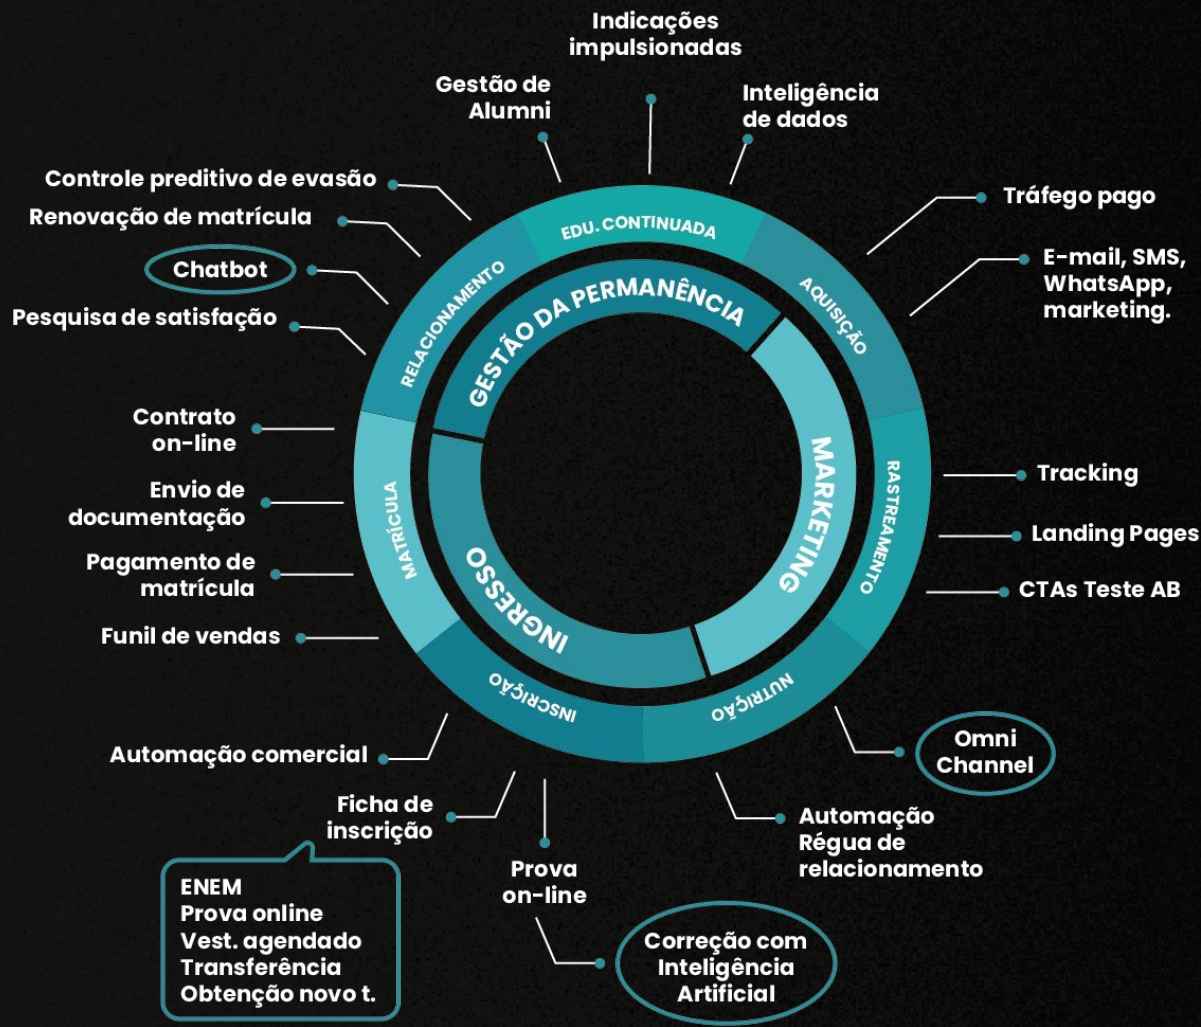 Indicações
impulsionadas
Gestão de
Alumni
Inteligência
de dados
Controle preditivo de evasão
Renovação de matrícula
Chatbot
Pesquisa de satisfação
Tráfego pago
E-mail, SMS,
WhatsApp,
marketing.
EDU. CONTINUADA
AQUISIÇÃO
RASTREAMENTO
NUTRIÇÃO
INSCRIÇÃO
MATRÍCULA
RELACIONAMENTO
GESTÃO DA PERMANÊNCIA
MARKETING
INGRESSO
Contrato
on-line
Envio de
documentação
Pagamento de
matrícula
Funil de vendas
Tracking
Landing Pages
CTAs Teste AB
Automação comercial
Omni
Channel
Ficha de
inscrição
Automação
Régua de
relacionamento
Prova
on-line
ENEM
Prova online
Vest. agendado
Transferência
Obtenção novo t.
Correção com
Inteligência
Artificial